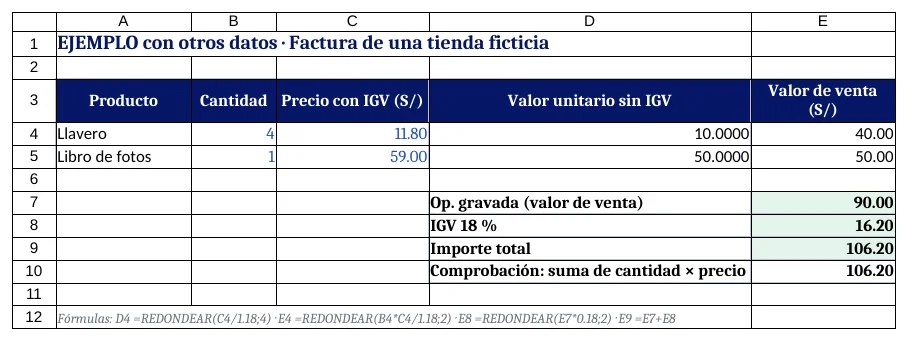 A B C D E
1 EJEMPLO con otros datos · Factura de una tienda ficticia
2
3 Producto Cantidad Precio con IGV (S/) Valor unitario sin IGV Valor de venta (S/)
4 Llavero 4 11.80 10.0000 40.00
5 Libro de fotos 1 59.00 50.0000 50.00
6
7 Op. gravada (valor de venta) 90.00
8 IGV 18 % 16.20
9 Importe total 106.20
10 Comprobación: suma de cantidad × precio 106.20
11
12 Fórmulas: D4 =REDONDEAR(C4/1.18;4) · E4 =REDONDEAR(B4*C4/1.18;2) · E8 =REDONDEAR(E7*0.18;2) · E9 =E7+E8